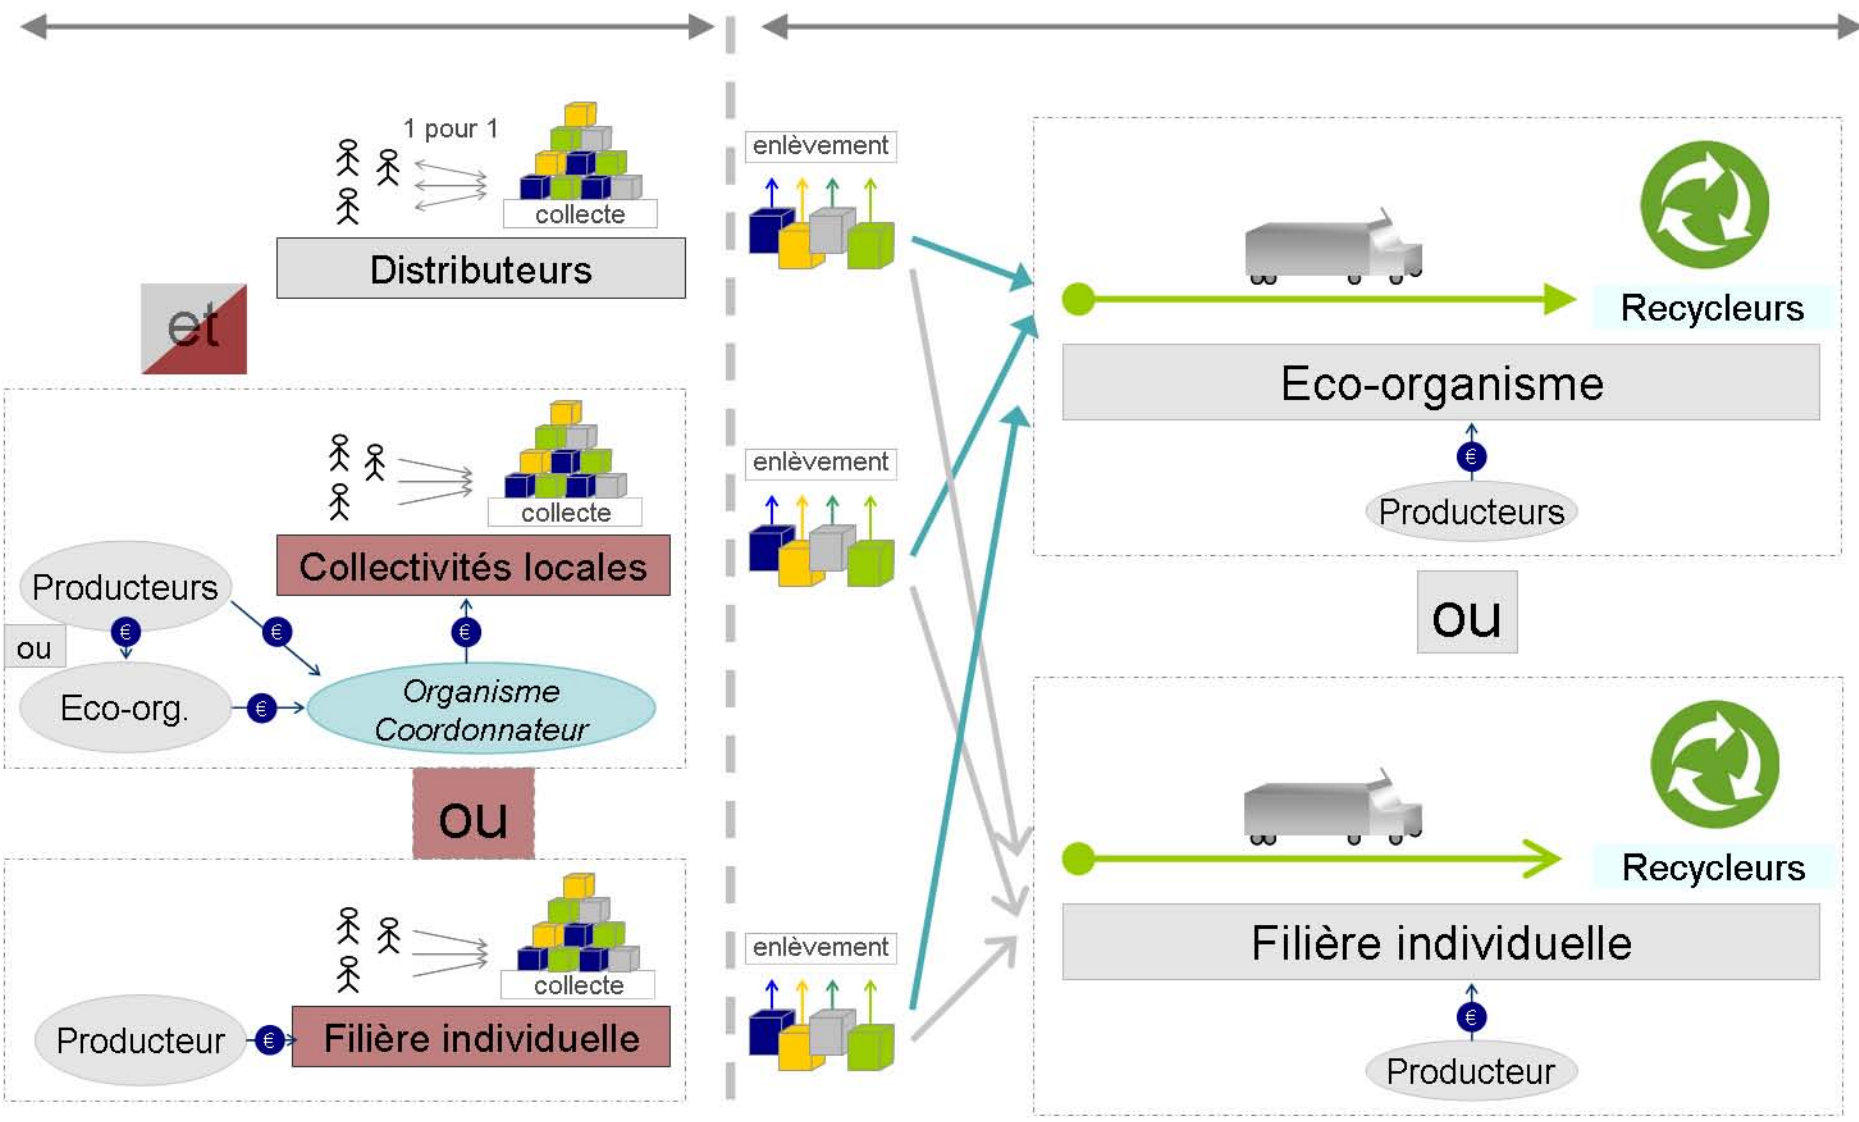 1 pour 1
collecte
Distributeurs
et
collecte
Collectivités locales
Producteurs
€
€
€
ou
Eco-org.
€
Organisme
Coordonnateur
ou
collecte
Producteur
€
Filière individuelle
enlèvement
enlèvement
enlèvement
Recycleurs
Eco-organisme
€
Producteurs
ou
Recycleurs
Filière individuelle
€
Producteur